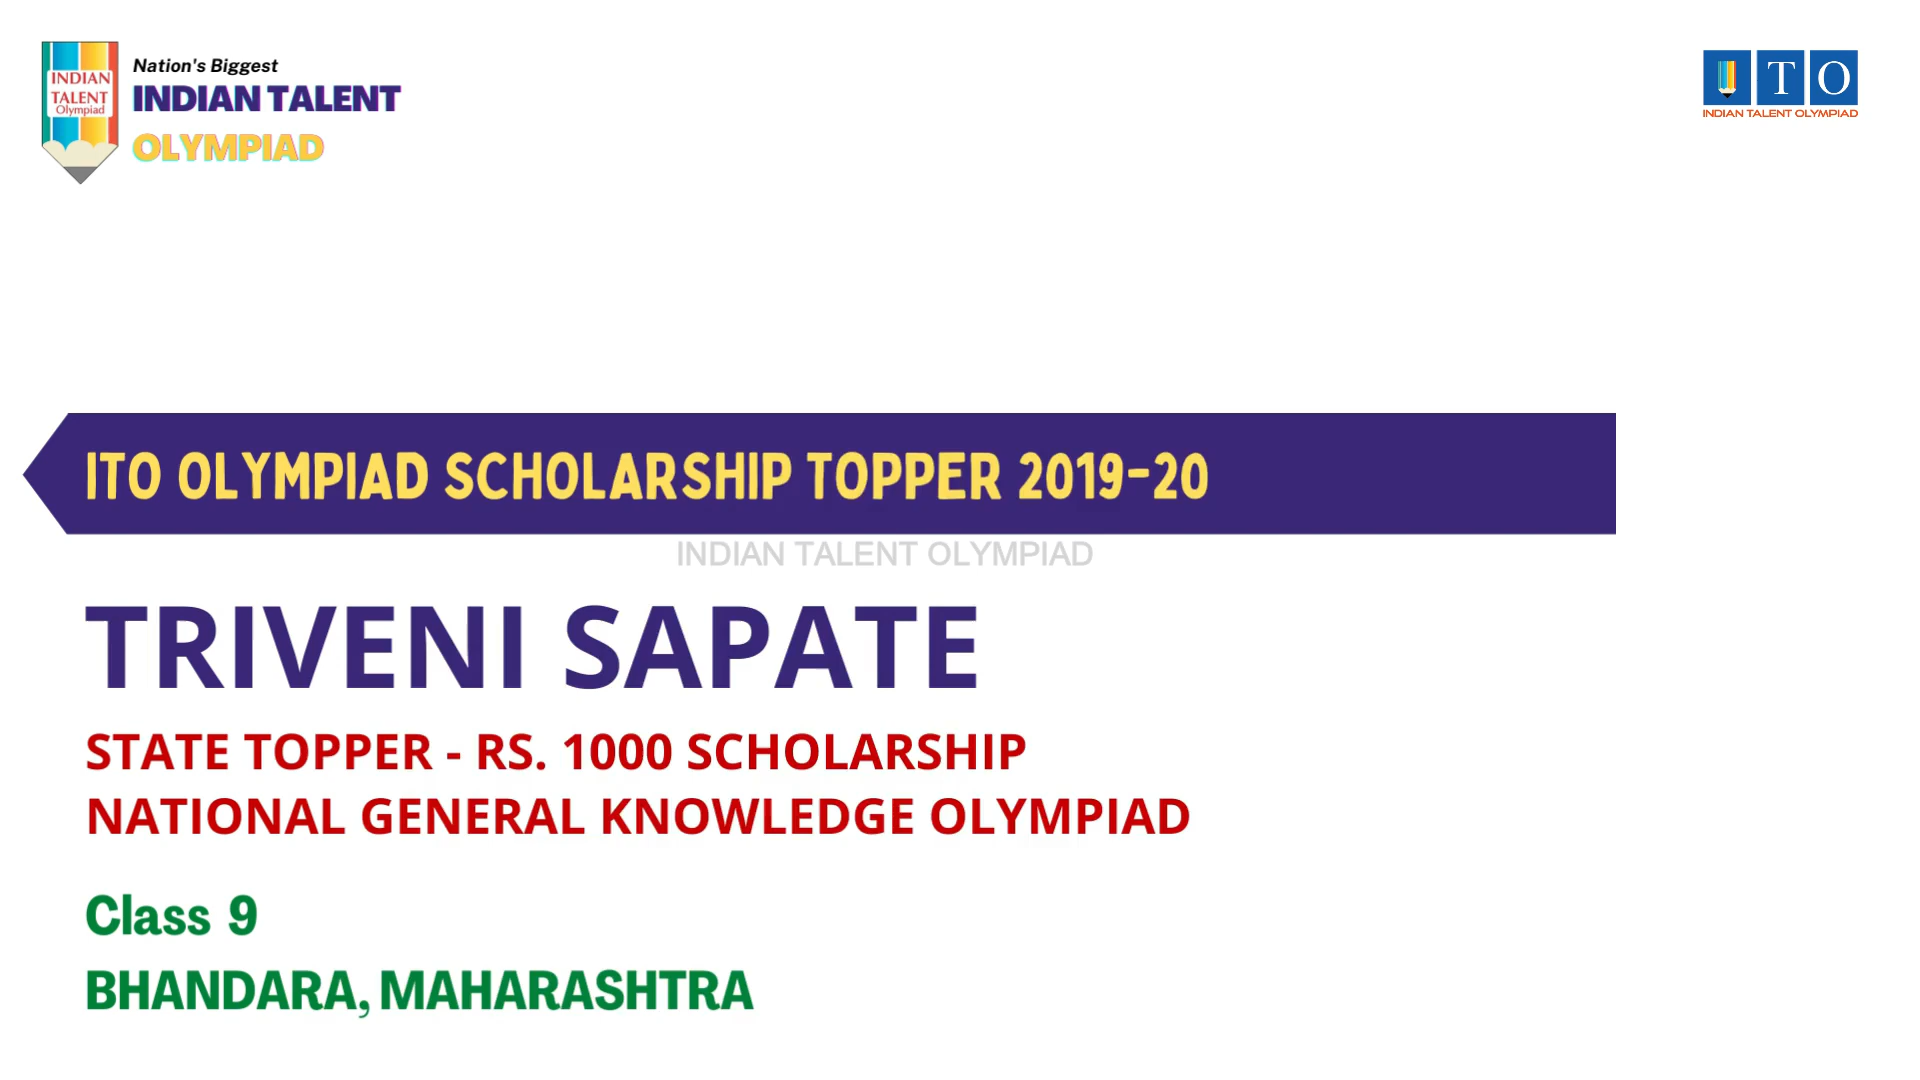 Nation's Biggest
INDIAN TALENT
OLYMPIAD
INDIAN
TALENT
Olympiad
T O
INDIAN TALENT OLYMPIAD
ITO OLYMPIAD SCHOLARSHIP TOPPER 2019-20
INDIAN TALENT OLYMPIAD
TRIVENI SAPATE
STATE TOPPER - RS. 1000 SCHOLARSHIP
NATIONAL GENERAL KNOWLEDGE OLYMPIAD
Class 9
BHANDARA, MAHARASHTRA